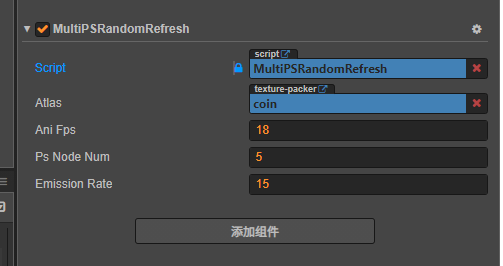 MultiPSRandomRefresh
script
Script MultiPSRandomRefresh
texture-packer
Atlas coin
Ani Fps 18
Ps Node Num 5
Emission Rate 15
添加组件